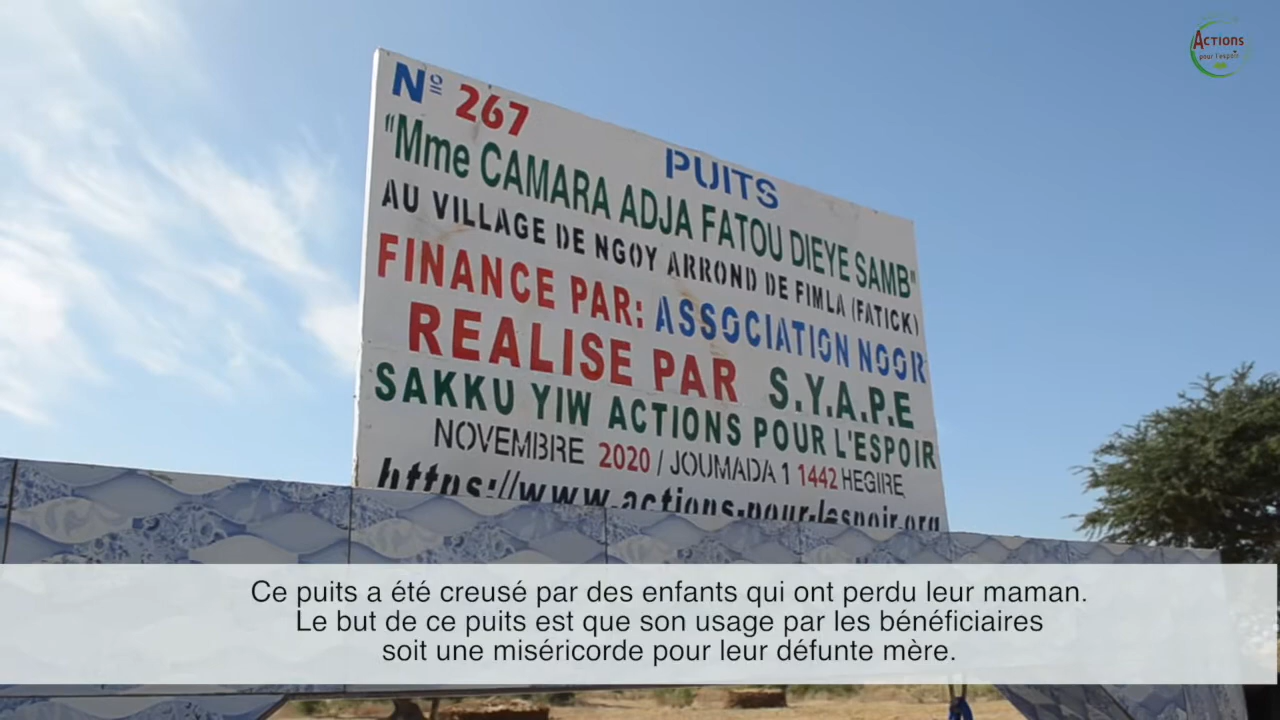 Actions
pour l'espoir
Nº 267
PUITS
"Mme CAMARA ADJA FATOU DIEYE SAMB"
AU VILLAGE DE NGOY ARROND DE FIMLA (FATICK)
FINANCE PAR: ASSOCIATION NOOR
REALISE PAR S.Y.A.P.E
SAKKU YIW ACTIONS POUR L'ESPOIR
NOVEMBRE 2020 / JOUMADA 1 1442 HEGIRE
https://www.actions-pour-lespoir.org
Ce puits a été creusé par des enfants qui ont perdu leur maman.
Le but de ce puits est que son usage par les bénéficiaires
soit une miséricorde pour leur défunte mère.